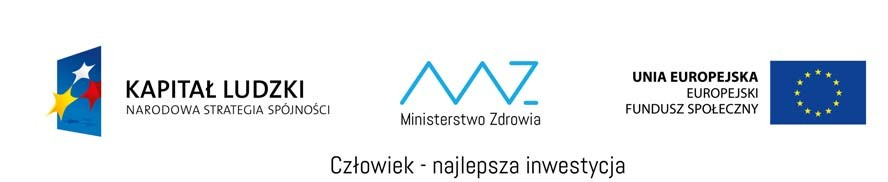 KAPITAŁ LUDZKI
NARODOWA STRATEGIA SPÓJNOŚCI
Ministerstwo Zdrowia
UNIA EUROPEJSKA
EUROPEJSKI
FUNDUSZ SPOŁECZNY
Człowiek - najlepsza inwestycja